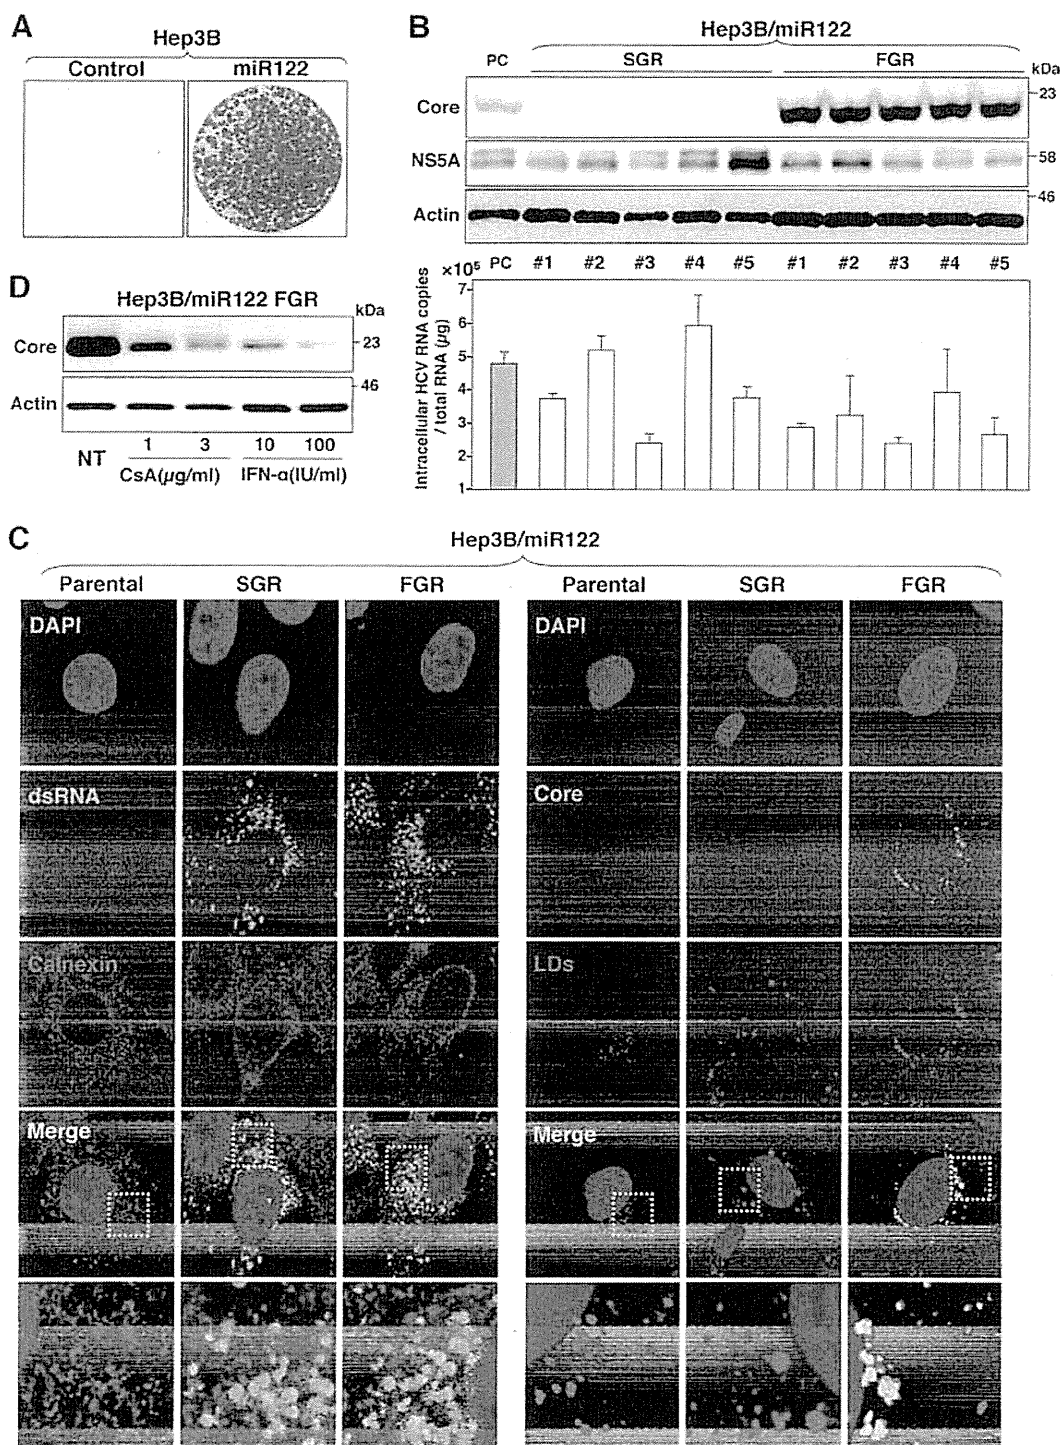 A
Hep3B
Control miR122
B
Hep3B/miR122
PC SGR FGR kDa
Core 23
NS5A 58
Actin 46
PC #1 #2 #3 #4 #5 #1 #2 #3 #4 #5
×10⁵
Intracellular HCV RNA copies
/ total RNA (µg)
7
6
5
4
3
2
1
D
Hep3B/miR122 FGR
kDa
Core 23
46
Actin
NT 1 3 10 100
CsA(µg/ml) IFN-α(IU/ml)
C
Hep3B/miR122
Parental SGR FGR Parental SGR FGR
DAPI DAPI
dsRNA Core
Calnexin LDs
Merge Merge